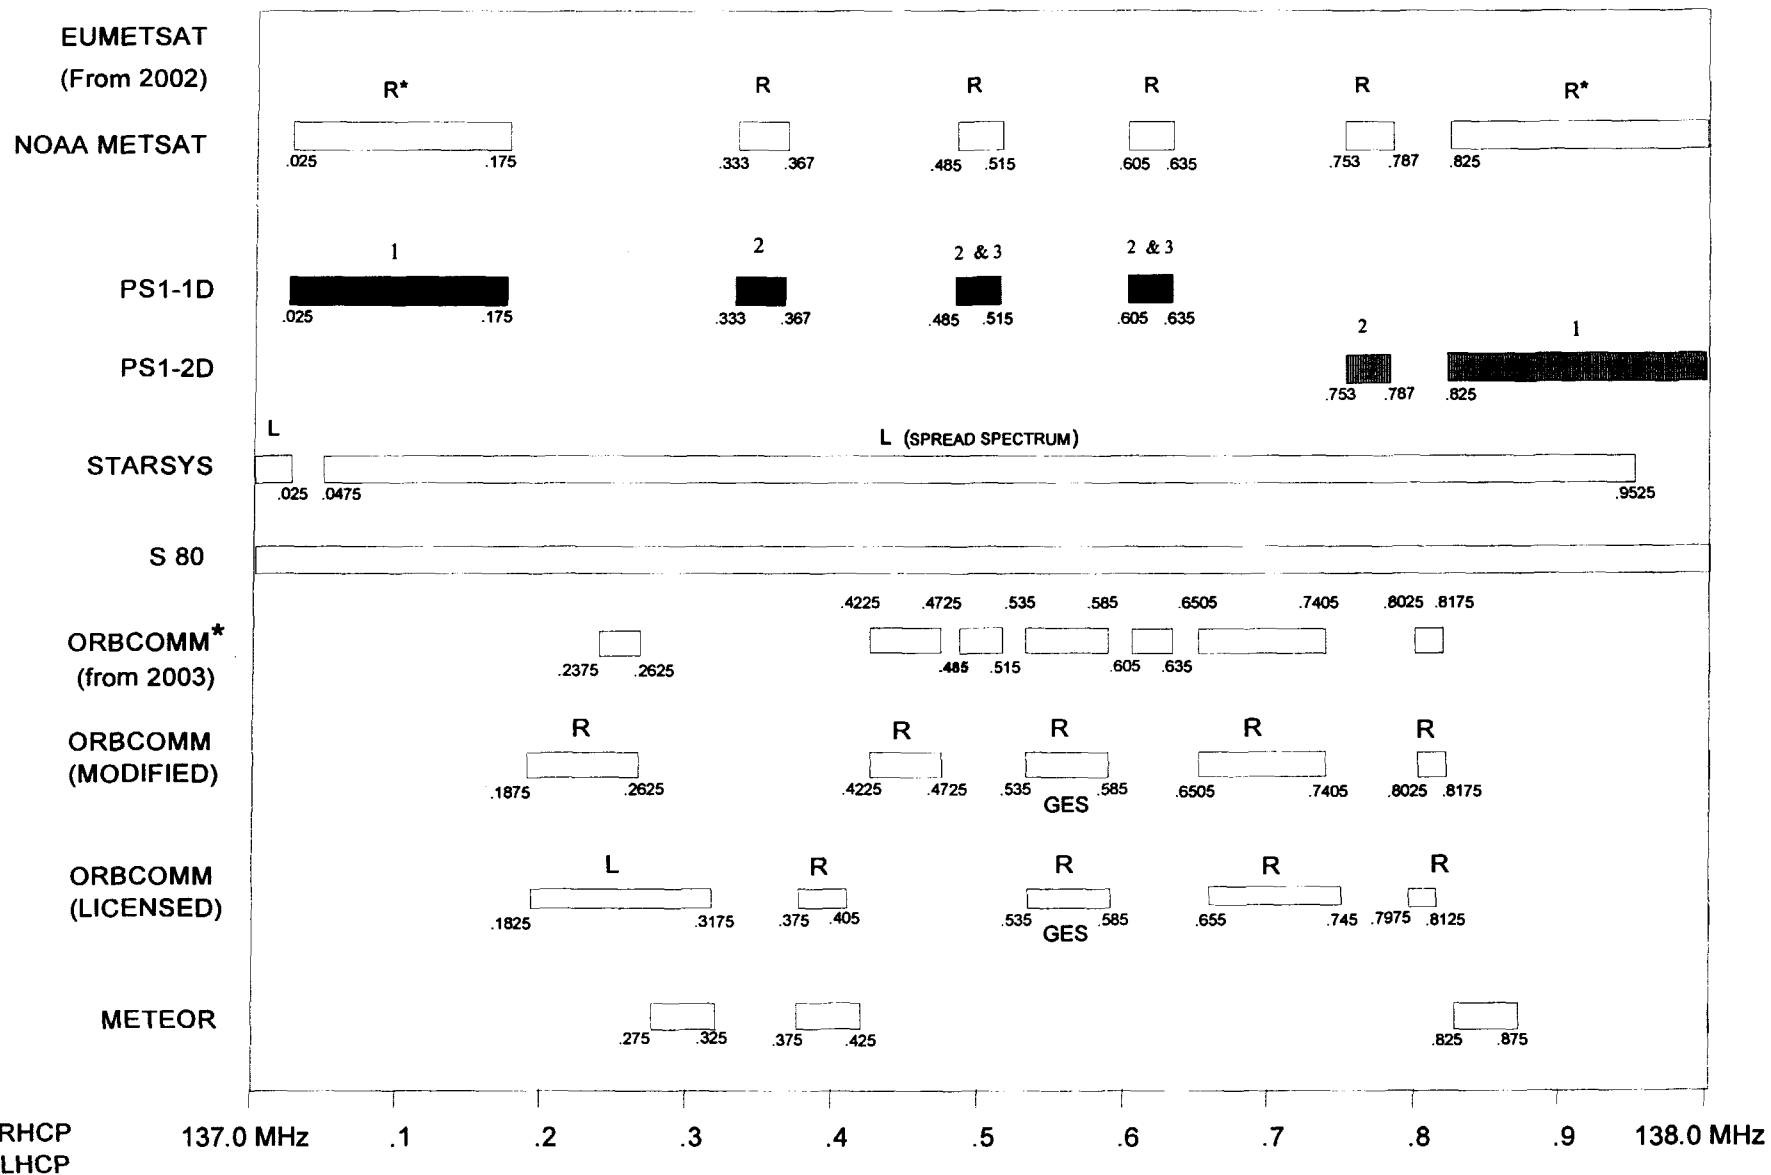 EUMETSAT
(From 2002)
R* R R R R R*
NOAA METSAT
.025 .175 .333 .367 .485 .515 .605 .635 .753 .787 .825
1 2 2 & 3 2 & 3
PS1-1D
.025 .175 .333 .367 .485 .515 .605 .635
2 1
PS1-2D
.753 .787 .825
L L (SPREAD SPECTRUM)
STARSYS
.025 .0475 .9525
S 80
.4225 .4725 .535 .585 .6505 .7405 .8025 .8175
ORBCOMM*
(from 2003)
.2375 .2625 .485 .515 .605 .635
R R R R R
ORBCOMM
(MODIFIED)
.1875 .2625 .4225 .4725 .535 .585 .6505 .7405 .8025 .8175
GES
L R R R R
ORBCOMM
(LICENSED)
.1825 .3175 .375 .405 .535 .585 .655 .745 .7975 .8125
GES
METEOR
.275 .325 .375 .425 .825 .875
RHCP 137.0 MHz .1 .2 .3 .4 .5 .6 .7 .8 .9 138.0 MHz
LHCP